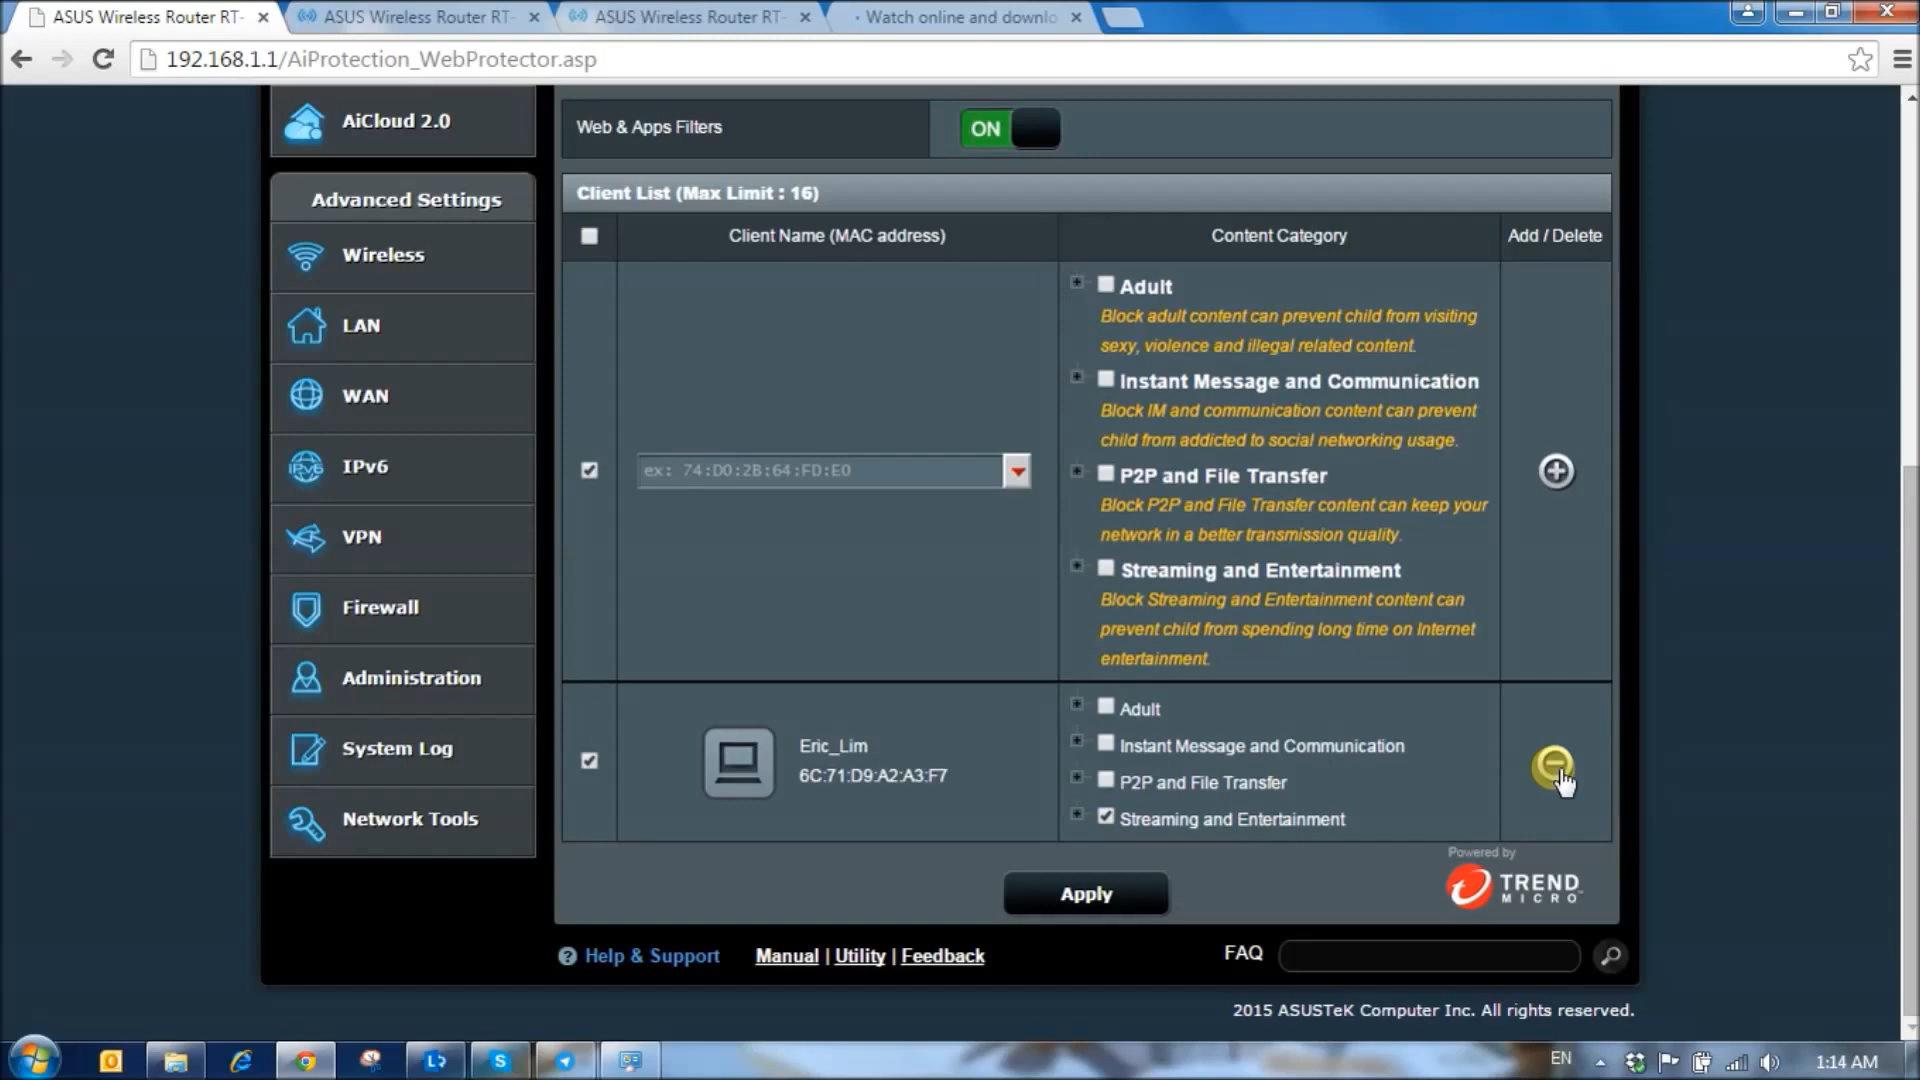 ASUS Wireless Router RT-
ASUS Wireless Router RT-
ASUS Wireless Router RT-
Watch online and downlo
192.168.1.1/AiProtection_WebProtector.asp
AiCloud 2.0
Web & Apps Filters
ON
Advanced Settings
Client List (Max Limit : 16)
Client Name (MAC address)
Content Category
Add / Delete
Wireless
LAN
WAN
IPv6
IPv6
VPN
Firewall
Administration
System Log
Network Tools
ex: 74:D0:2B:64:FD:E0
Adult
Block adult content can prevent child from visiting
sexy, violence and illegal related content.
Instant Message and Communication
Block IM and communication content can prevent
child from addicted to social networking usage.
P2P and File Transfer
Block P2P and File Transfer content can keep your
network in a better transmission quality.
Streaming and Entertainment
Block Streaming and Entertainment content can
prevent child from spending long time on Internet
entertainment.
Eric_Lim
6C:71:D9:A2:A3:F7
Adult
Instant Message and Communication
P2P and File Transfer
Streaming and Entertainment
Powered by
TREND
MICRO
Apply
Help & Support
Manual | Utility | Feedback
FAQ
2015 ASUSTeK Computer Inc. All rights reserved.
EN
1:14 AM